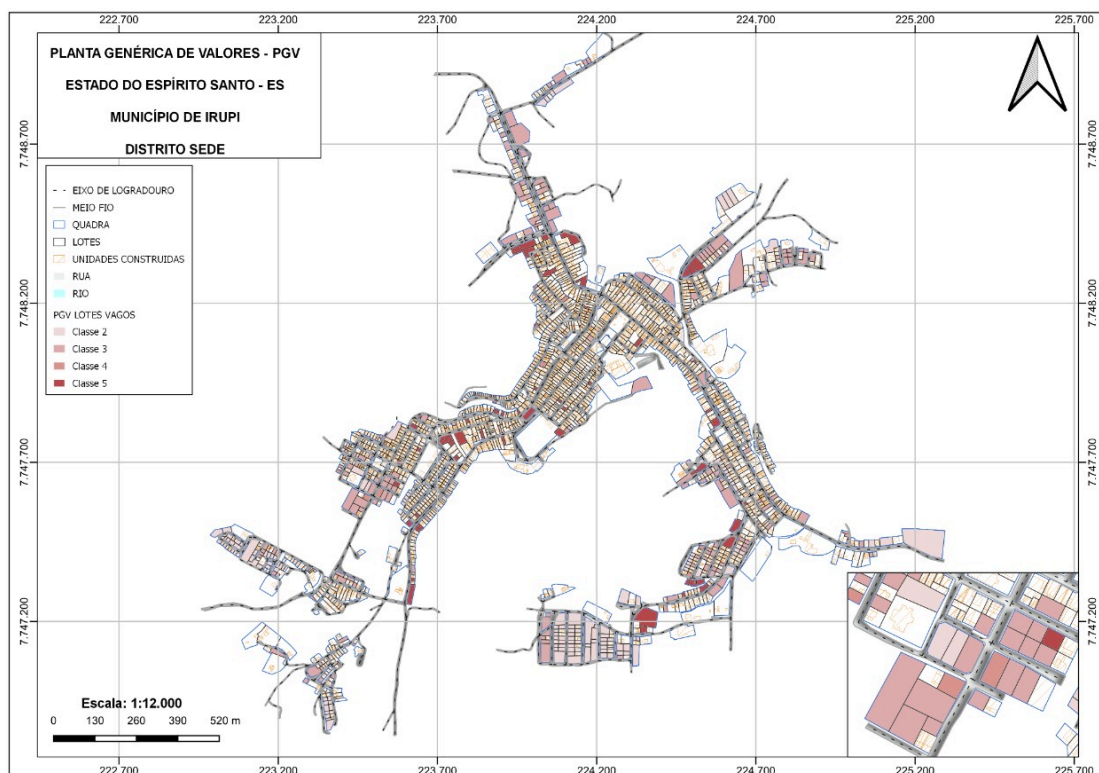 222.700 223.200 223.700 224.200 224.700 225.200 225.700
PLANTA GENÉRICA DE VALORES - PGV
ESTADO DO ESPÍRITO SANTO - ES
MUNICÍPIO DE IRUPI
DISTRITO SEDE
7.748.700 7.748.700
EIXO DE LOGRADOURO
MEIO FIO
QUADRA
LOTES
UNIDADES CONSTRUIDAS
RUA
RIO
PGV LOTES VAGOS
Classe 2
Classe 3
Classe 4
Classe 5
7.748.200 7.748.200
7.747.700 7.747.700
7.747.200 7.747.200
Escala: 1:12.000
0 130 260 390 520 m
222.700 223.200 223.700 224.200 224.700 225.200 225.700